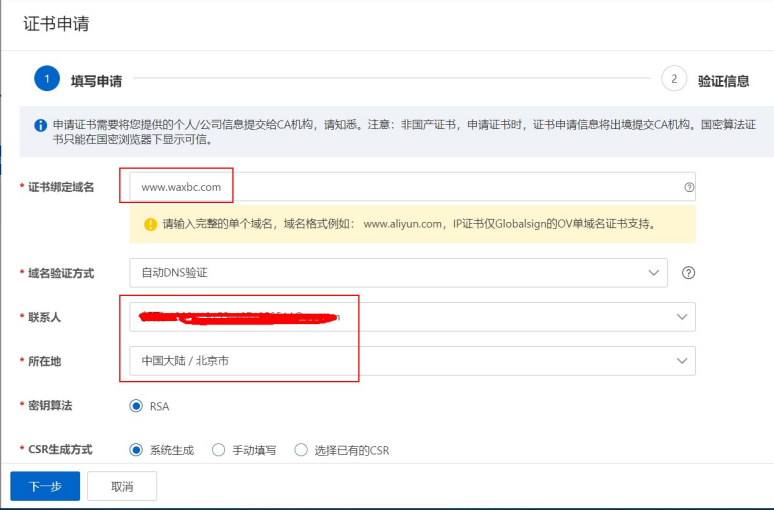 证书申请
1 填写申请
2 验证信息
申请证书需要将您提供的个人/公司信息提交给CA机构，请知悉。注意：非国产证书，申请证书时，证书申请信息将出境提交CA机构。国密算法证
书只能在国密浏览器下显示可信。
* 证书绑定域名 www.waxbc.com
请输入完整的单个域名，域名格式例如： www.aliyun.com，IP证书仅Globalsign的OV单域名证书支持。
* 域名验证方式 自动DNS验证
* 联系人
* 所在地 中国大陆 / 北京市
* 密钥算法 RSA
* CSR生成方式 系统生成 手动填写 选择已有的CSR
下一步 取消